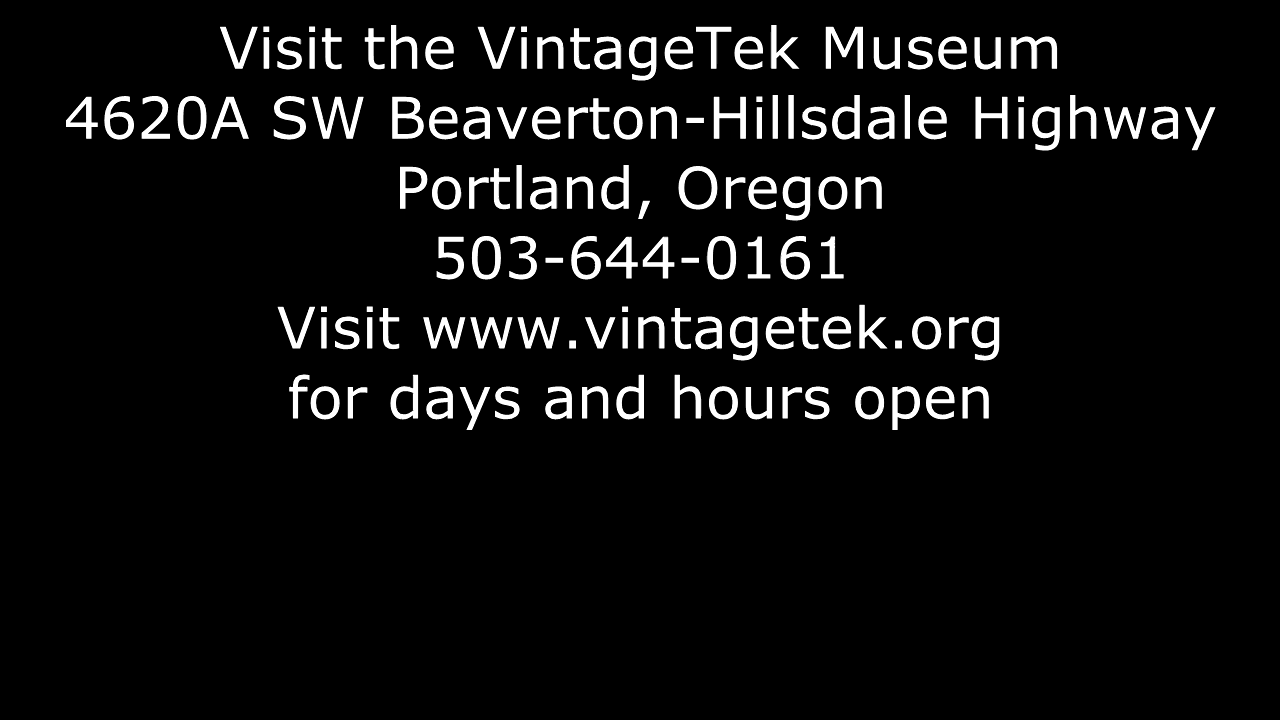 Visit the VintageTek Museum
4620A SW Beaverton-Hillsdale Highway
Portland, Oregon
503-644-0161
Visit www.vintagetek.org
for days and hours open